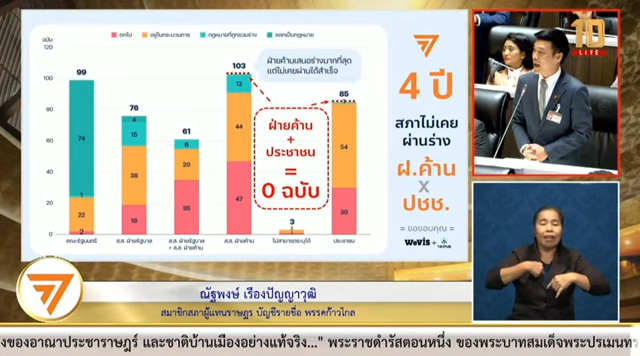 ตกไป
อยู่ในกระบวนการ
กฎหมายที่ถูกรวมร่าง
ออกเป็นกฎหมาย
ฉบับ
120
100
80
60
40
20
0
99
74
1
22
2
คณะรัฐมนตรี
76
4
15
38
19
ส.ส. ฝ่ายรัฐบาล
61
6
20
35
ส.ส. ฝ่ายรัฐบาล
+ ส.ส. ฝ่ายค้าน
103
12
44
47
ส.ส. ฝ่ายค้าน
3
ไม่สามารถระบุได้
85
54
30
ประชาชน
ฝ่ายค้านเสนอร่างมากที่สุด
แต่ไม่เคยผ่านได้สำเร็จ
ฝ่ายค้าน
+
ประชาชน
=
0 ฉบับ
4 ปี
สภาไม่เคย
ผ่านร่าง
ฝ.ค้าน
x
ปชช.
= ขอขอบคุณ =
WeVis +
10
LIVE
ณัฐพงษ์ เรืองปัญญาวุฒิ
สมาชิกสภาผู้แทนราษฎร บัญชีรายชื่อ พรรคก้าวไกล
งของอาณาประชาราษฎร์ และชาติบ้านเมืองอย่างแท้จริง..." พระราชดำรัสตอนหนึ่ง ของพระบาทสมเด็จพระปรเมนทร